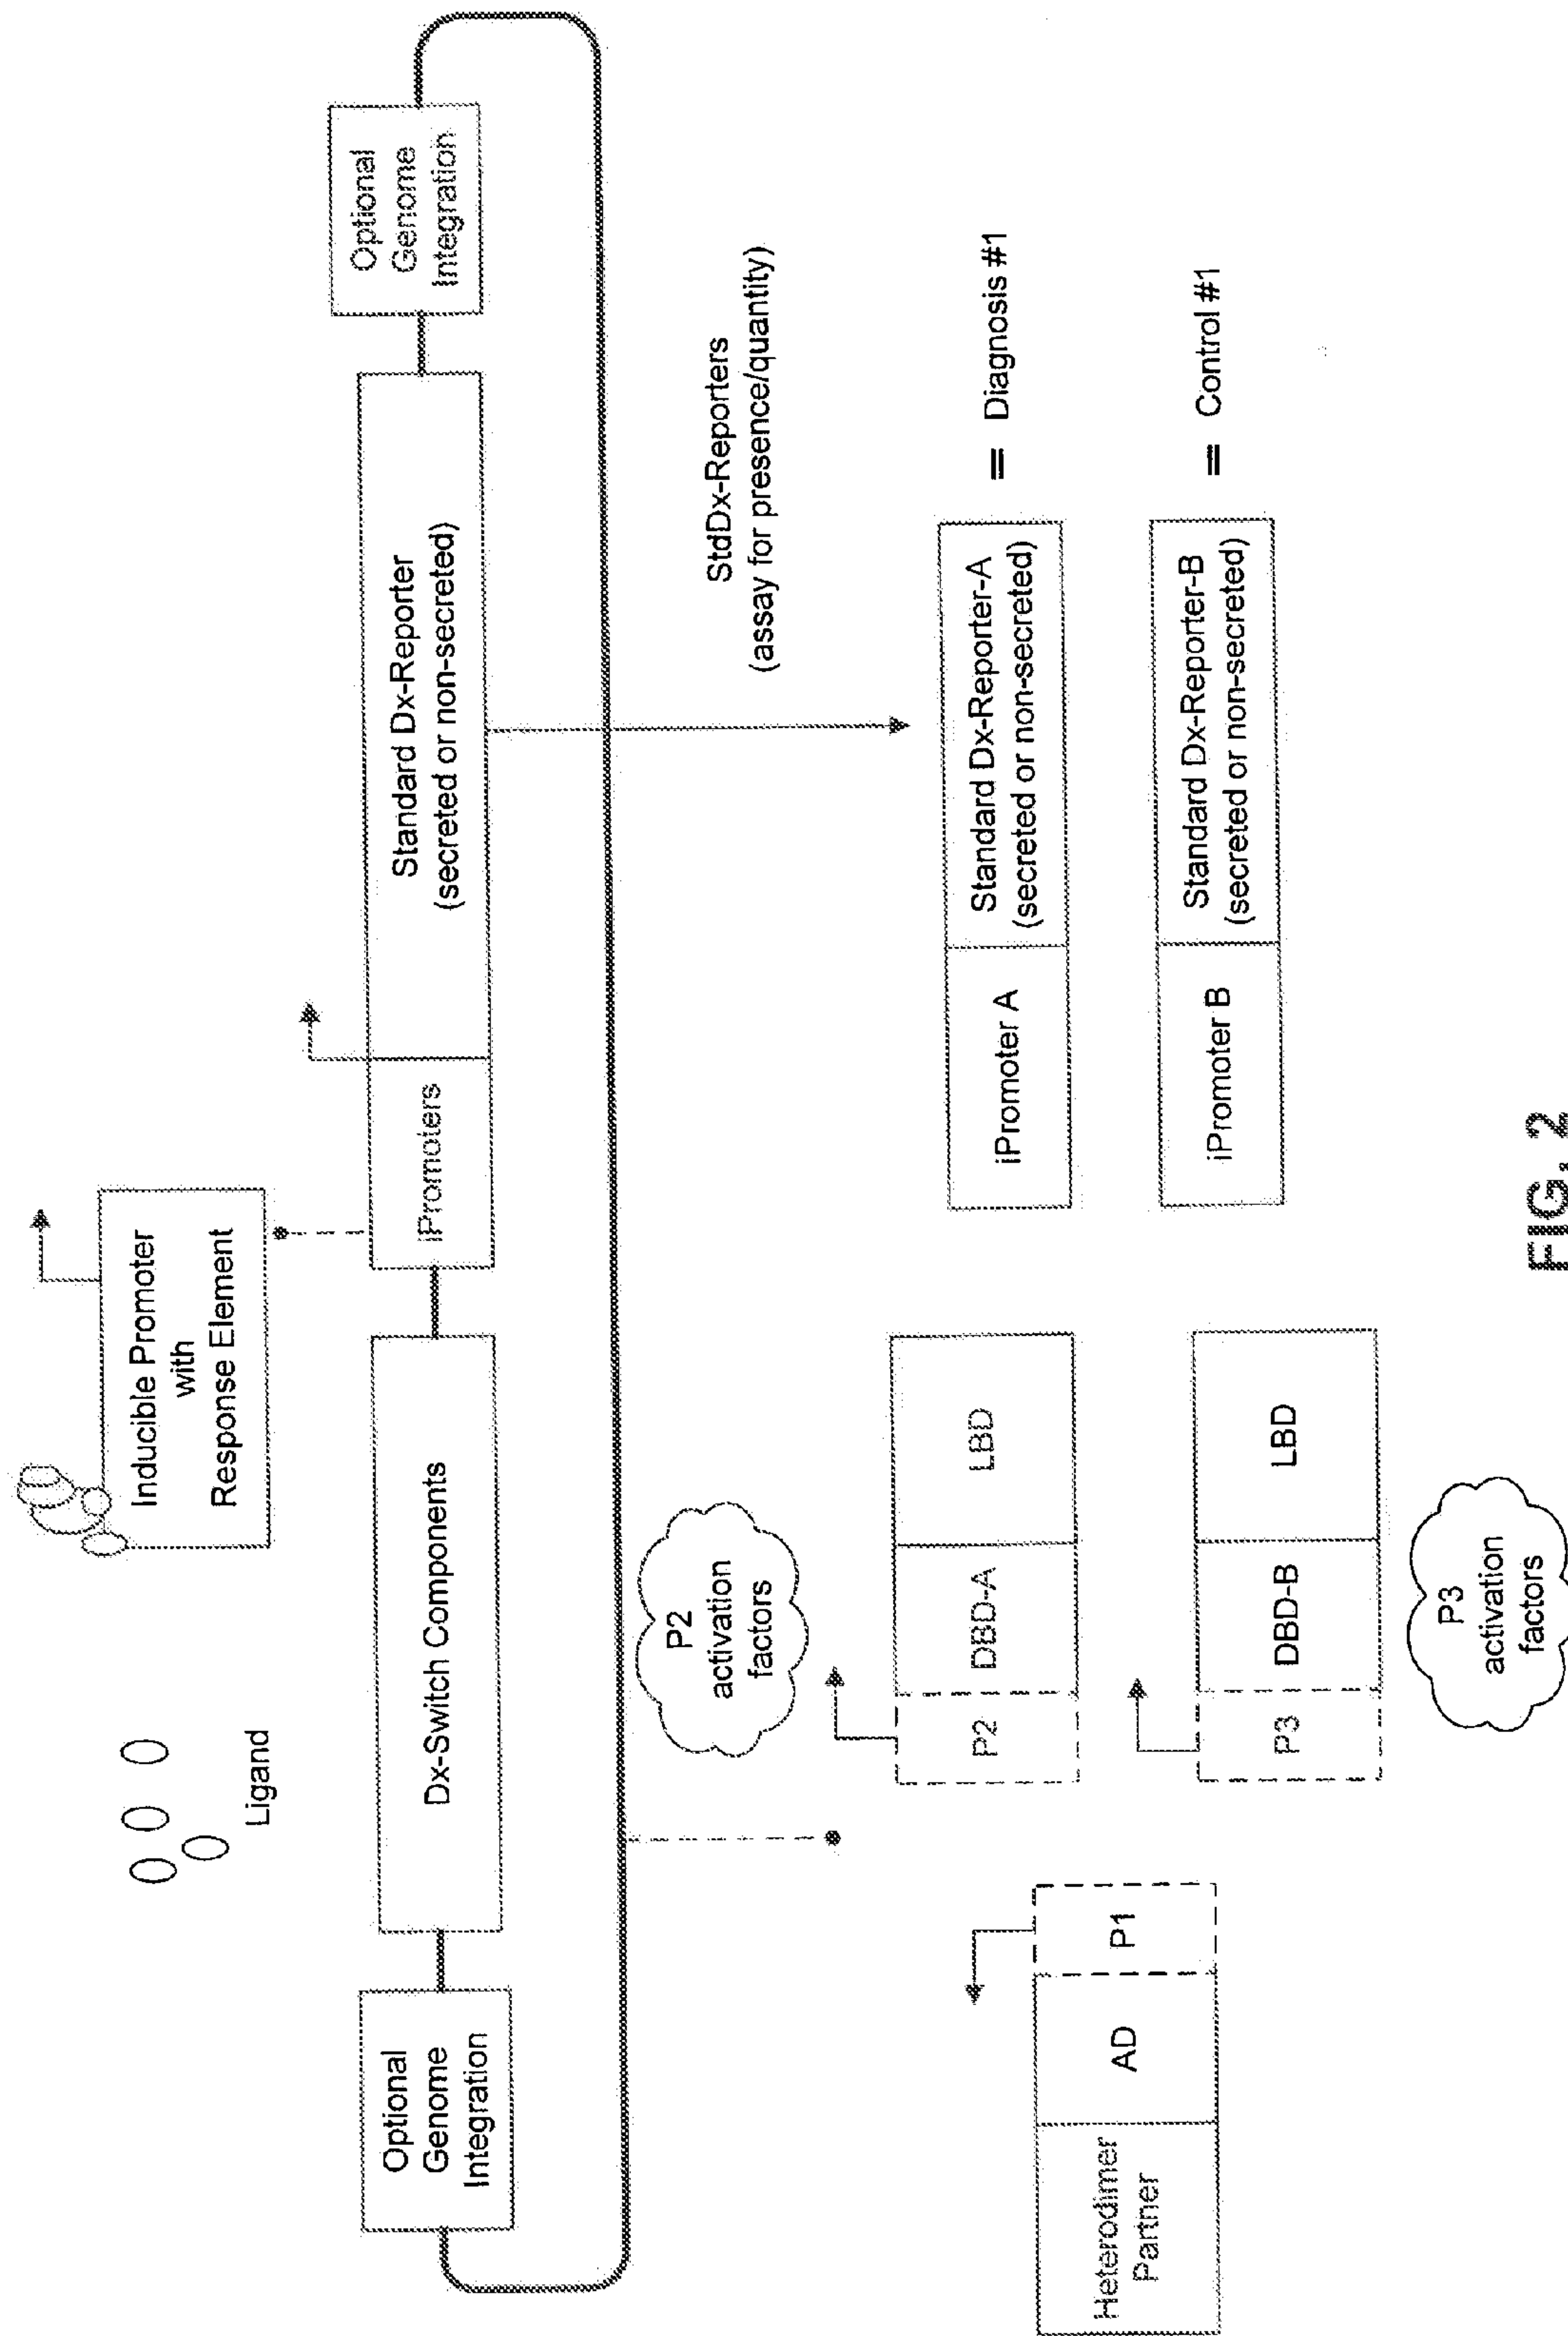 Ligand
Inducible Promoter
with
Response Element
Optional
Genome
Integration
Dx-Switch Components
iPromoters
Standard Dx-Reporter
(secreted or non-secreted)
Optional
Genome
Integration
StdDx-Reporters
(assay for presence/quantity)
P2
activation
factors
Heterodimer
Partner
AD
P1
P2
DBD-A
LBD
P3
DBD-B
LBD
P3
activation
factors
iPromoter A
Standard Dx-Reporter-A
(secreted or non-secreted)
= Diagnosis #1
iPromoter B
Standard Dx-Reporter-B
(secreted or non-secreted)
= Control #1
FIG. 2